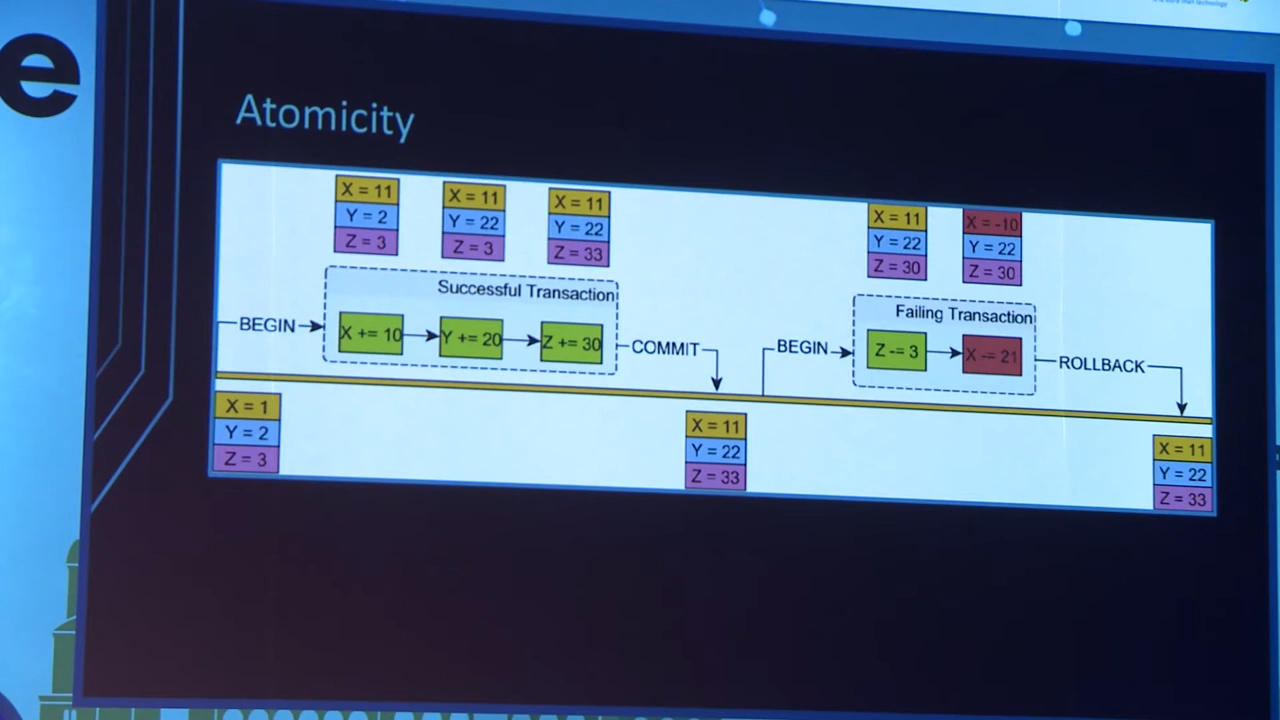 e
Atomicity
X = 11
Y = 2
Z = 3
X = 11
Y = 22
Z = 3
X = 11
Y = 22
Z = 33
X = 11
Y = 22
Z = 30
X = -10
Y = 22
Z = 30
Successful Transaction
BEGIN
X += 10
Y += 20
Z += 30
COMMIT
Failing Transaction
BEGIN
Z -= 3
X -= 21
ROLLBACK
X = 1
Y = 2
Z = 3
X = 11
Y = 22
Z = 33
X = 11
Y = 22
Z = 33